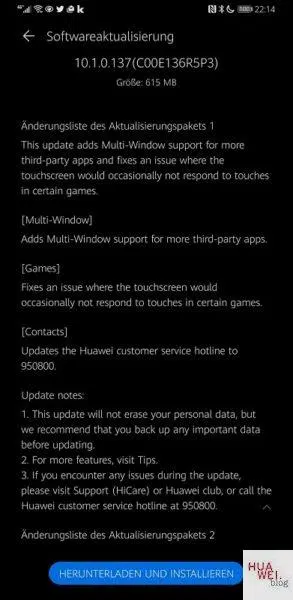 22:14
Softwareaktualisierung
10.1.0.137(C00E136R5P3)
Größe: 615 MB
Änderungsliste des Aktualisierungspakets 1
This update adds Multi-Window support for more
third-party apps and fixes an issue where the
touchscreen would occasionally not respond to touches
in certain games.
[Multi-Window]
Adds Multi-Window support for more third-party apps.
[Games]
Fixes an issue where the touchscreen would
occasionally not respond to touches in certain games.
[Contacts]
Updates the Huawei customer service hotline to
950800.
Update notes:
1. This update will not erase your personal data, but
we recommend that you back up any important data
before updating.
2. For more features, visit Tips.
3. If you encounter any issues during the update,
please visit Support (HiCare) or Huawei club, or call the
Huawei customer service hotline at 950800.
Änderungsliste des Aktualisierungspakets 2
HERUNTERLADEN UND INSTALLIEREN
HUA
WEI.
blog